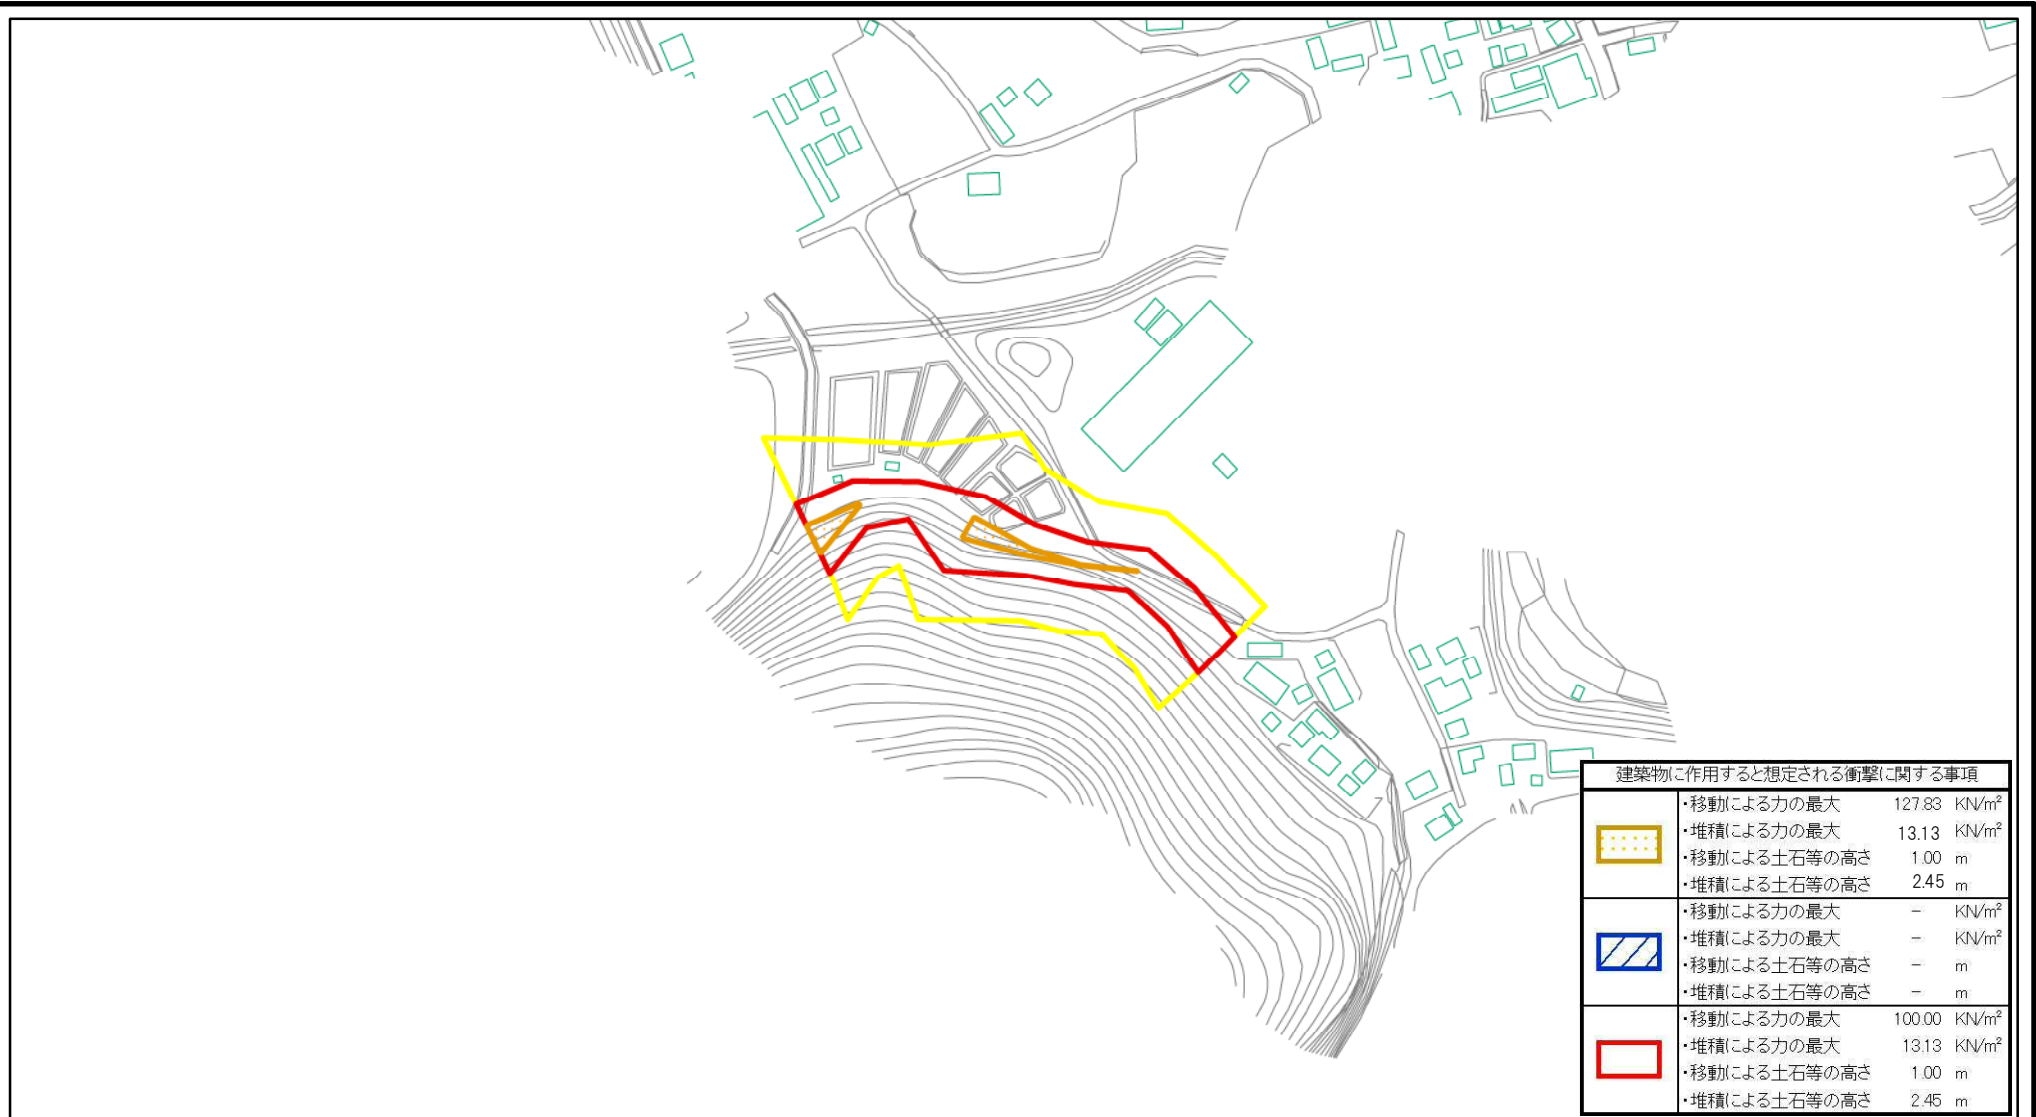 建築物に作用すると想定される衝撃に関する事項
・移動による力の最大 127.83 KN/m²
・堆積による力の最大 13.13 KN/m²
・移動による土石等の高さ 1.00 m
・堆積による土石等の高さ 2.45 m
・移動による力の最大 - KN/m²
・堆積による力の最大 - KN/m²
・移動による土石等の高さ - m
・堆積による土石等の高さ - m
・移動による力の最大 100.00 KN/m²
・堆積による力の最大 13.13 KN/m²
・移動による土石等の高さ 1.00 m
・堆積による土石等の高さ 2.45 m